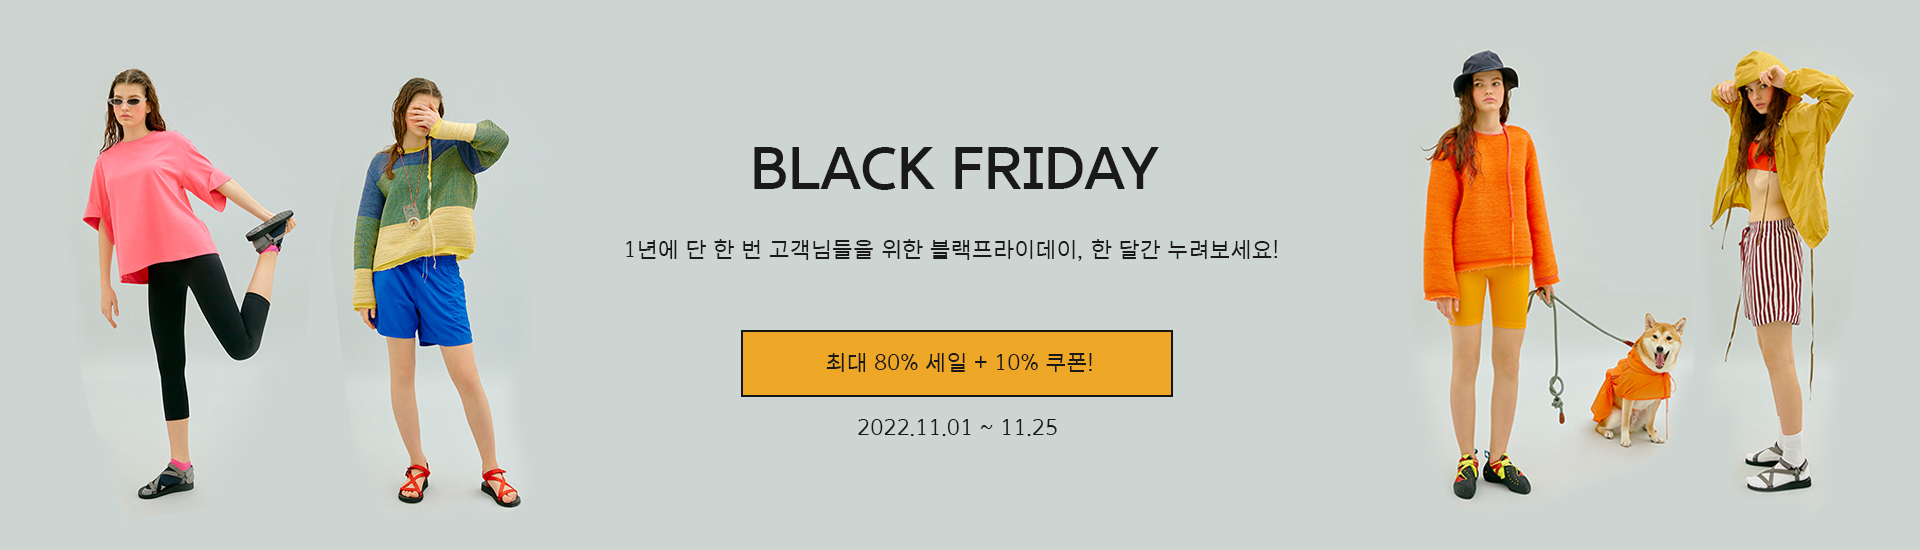 BLACK FRIDAY
1년에 단 한 번 고객님들을 위한 블랙프라이데이, 한 달간 누려보세요!
최대 80% 세일 + 10% 쿠폰!
2022.11.01 ~ 11.25